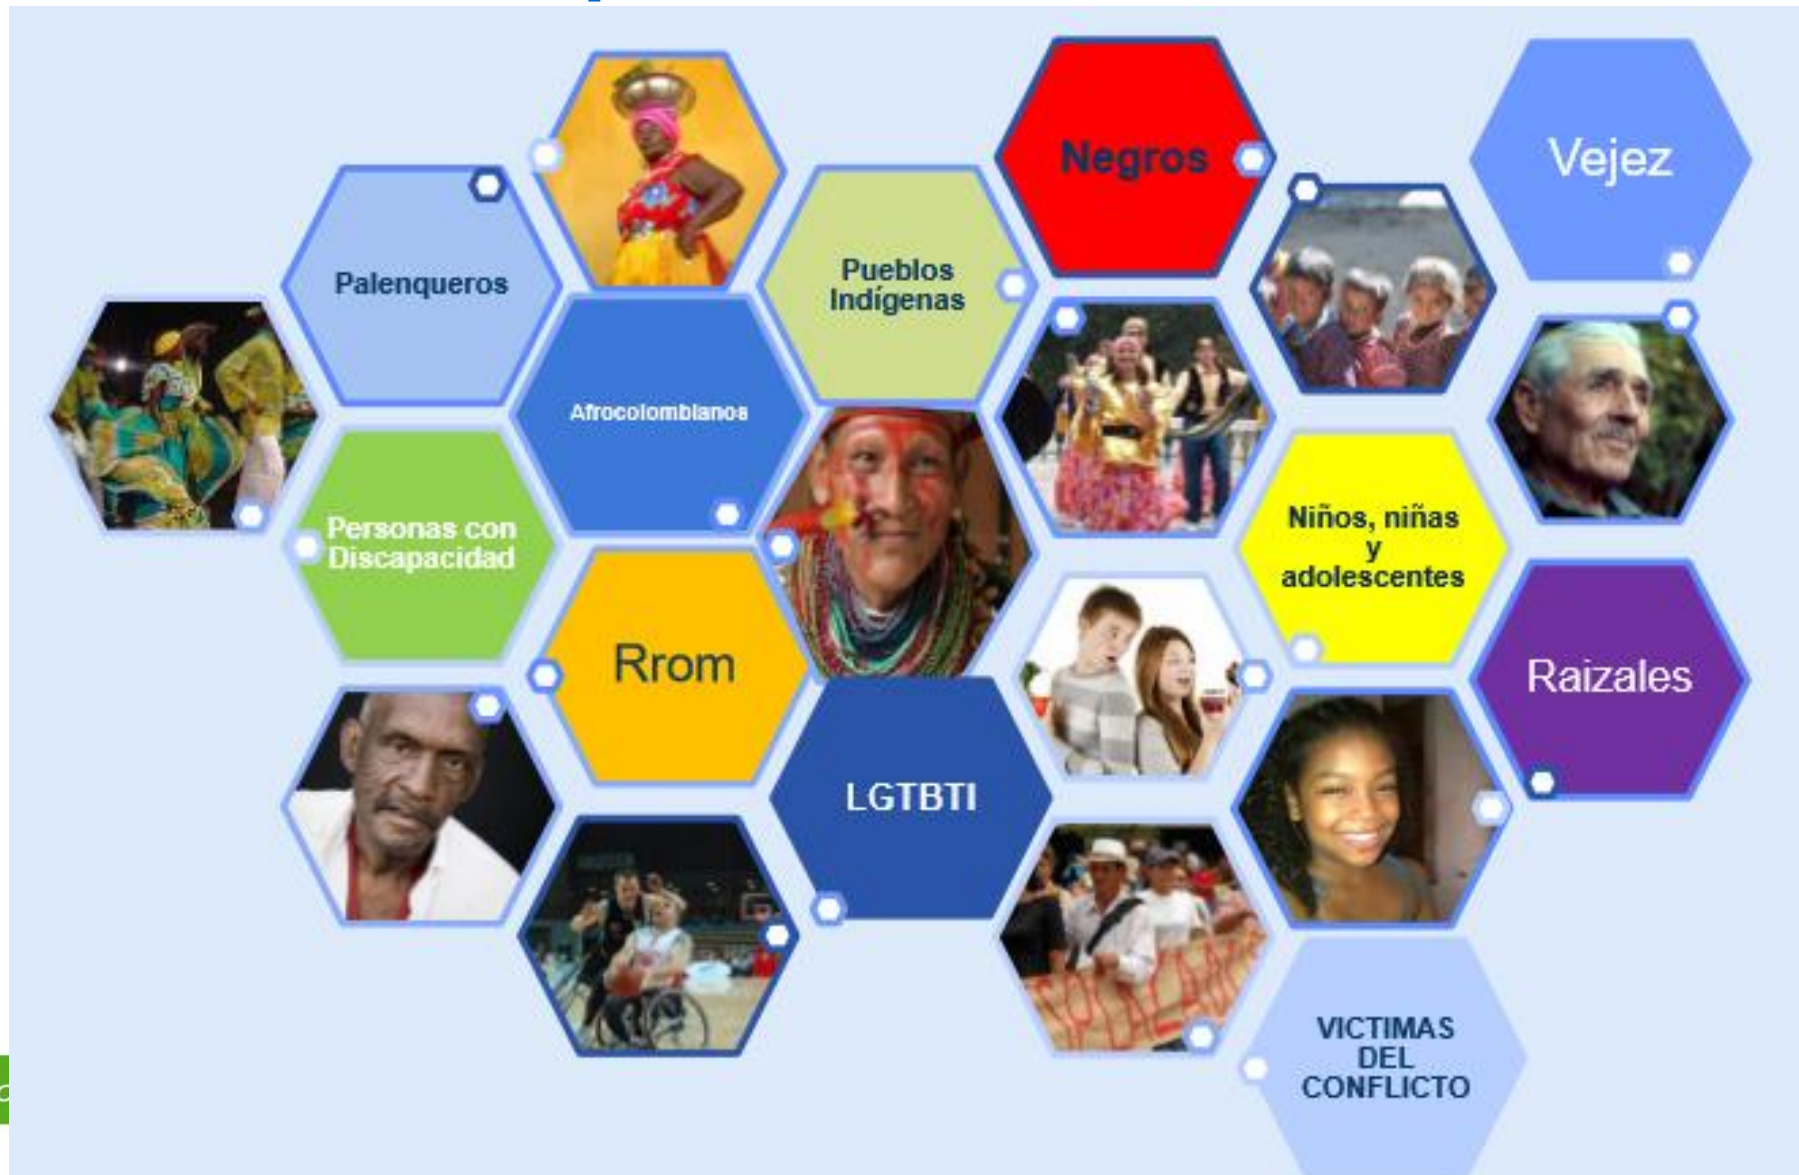 Negros
Vejez
Palenqueros
Pueblos
Indígenas
Afrocolombianos
Personas con
Discapacidad
Niños, niñas
y
adolescentes
Rrom
Raizales
LGTBTI
VICTIMAS
DEL
CONFLICTO